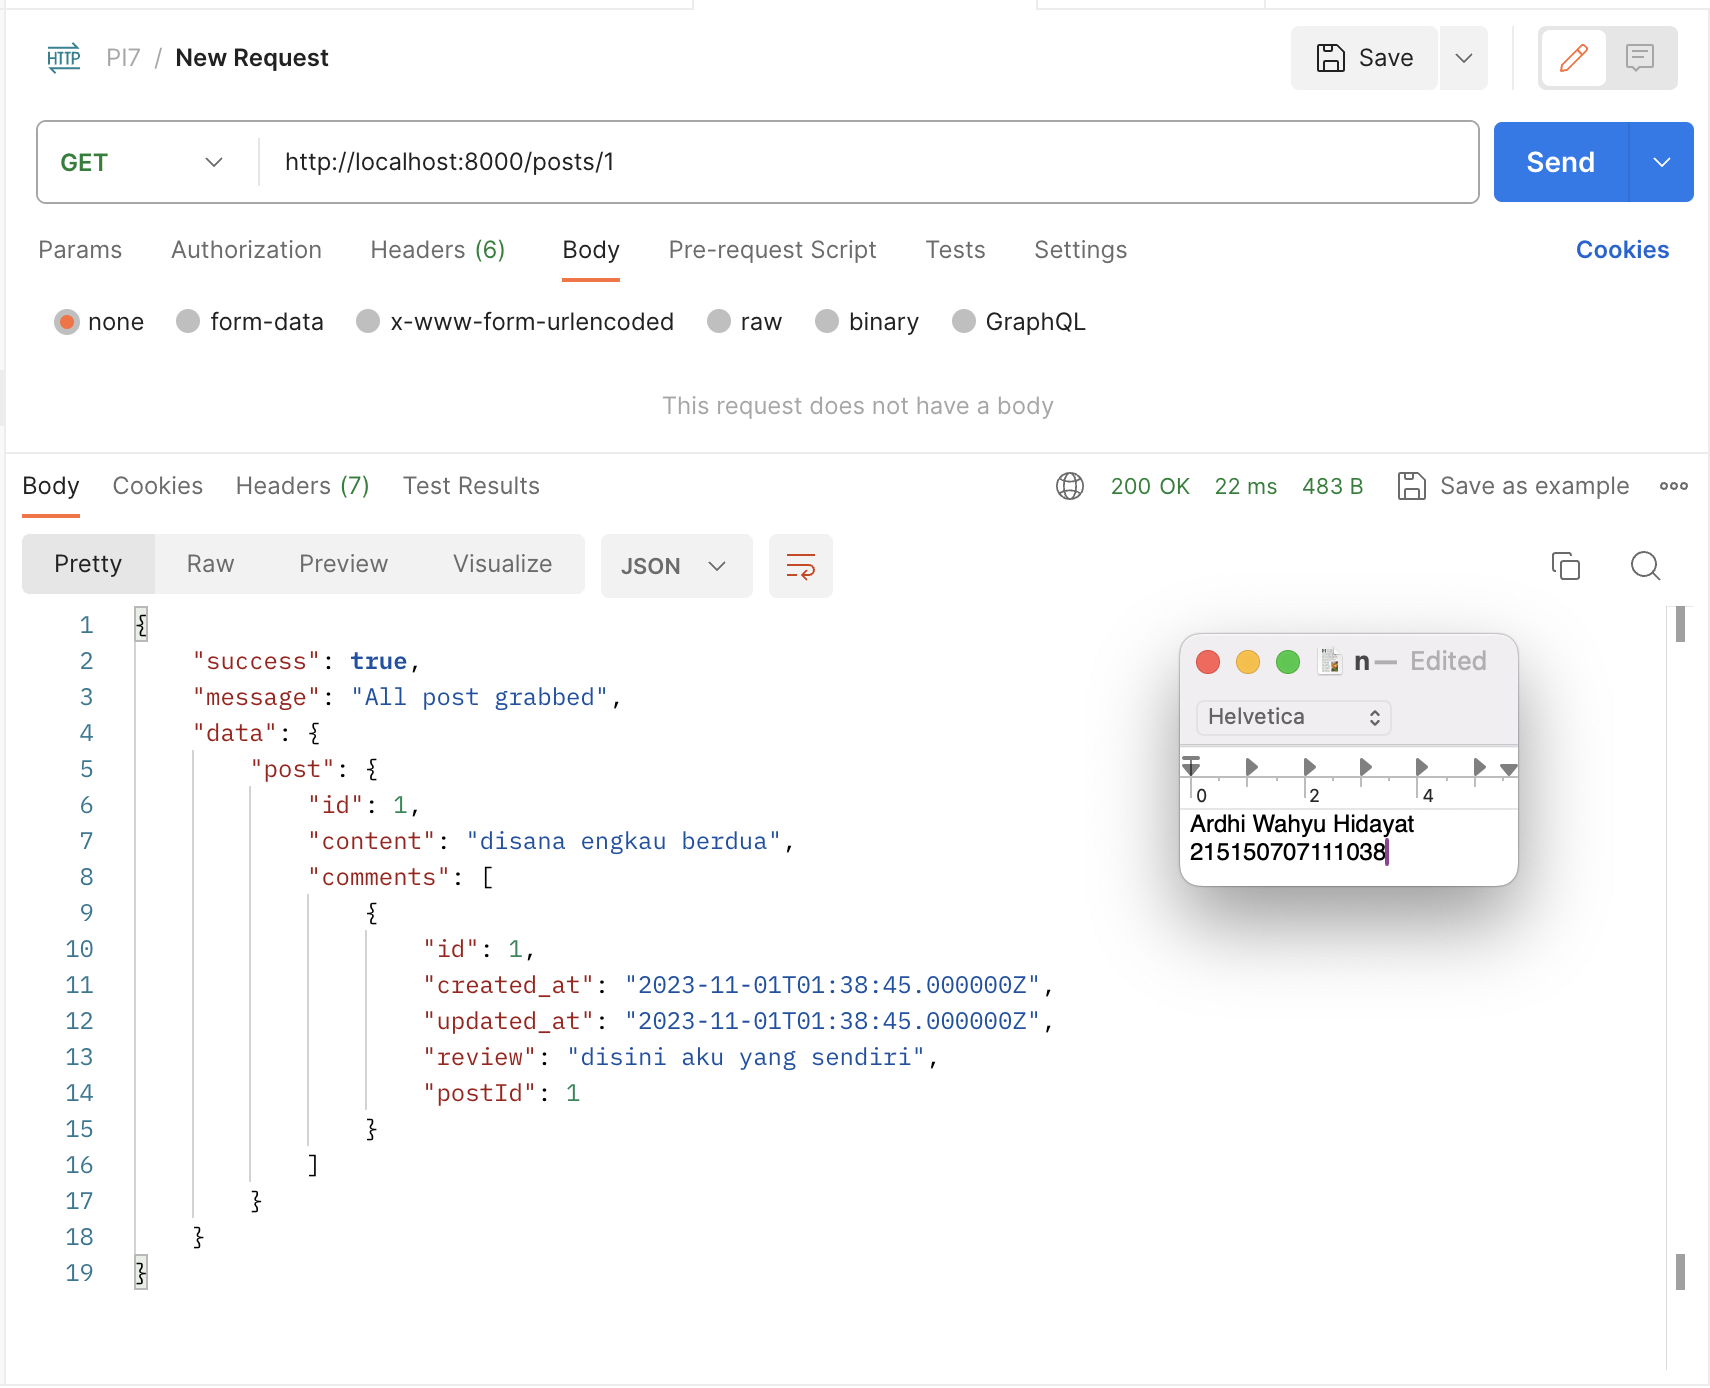 HTTP PI7 / New Request Save
GET http://localhost:8000/posts/1 Send
Params Authorization Headers (6) Body Pre-request Script Tests Settings Cookies
none form-data x-www-form-urlencoded raw binary GraphQL
This request does not have a body
Body Cookies Headers (7) Test Results 200 OK 22 ms 483 B Save as example
Pretty Raw Preview Visualize JSON
1 {
2 "success": true,
3 "message": "All post grabbed",
4 "data": {
5 "post": {
6 "id": 1,
7 "content": "disana engkau berdua",
8 "comments": [
9 {
10 "id": 1,
11 "created_at": "2023-11-01T01:38:45.000000Z",
12 "updated_at": "2023-11-01T01:38:45.000000Z",
13 "review": "disini aku yang sendiri",
14 "postId": 1
15 }
16 ]
17 }
18 }
19 }
n — Edited
Helvetica
0 2 4
Ardhi Wahyu Hidayat
215150707111038